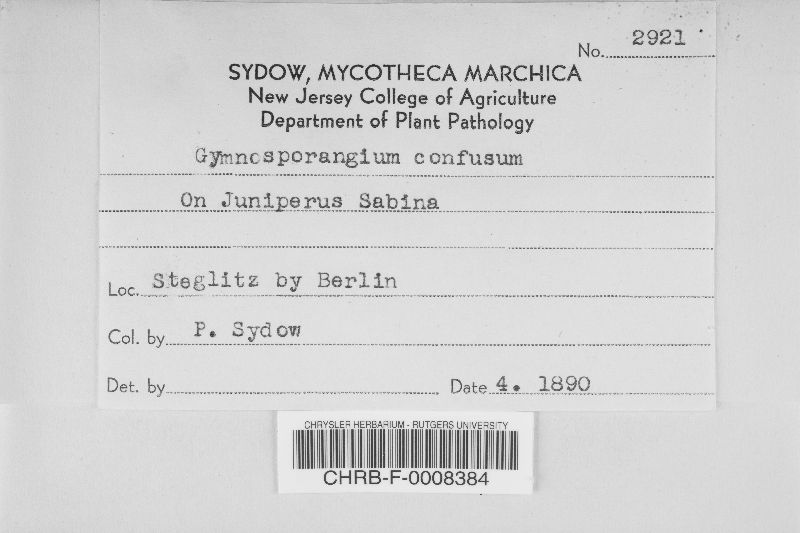 No. 2921
SYDOW, MYCOTHECA MARCHICA
New Jersey College of Agriculture
Department of Plant Pathology
Gymnosporangium confusum
On Juniperus Sabina
Loc. Steglitz by Berlin
Col. by P. Sydow
Det. by
Date 4. 1890
CHRYSLER HERBARIUM - RUTGERS UNIVERSITY
CHRB-F-0008384